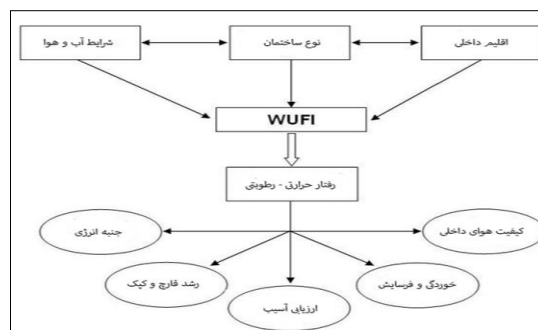 اقلیم داخلی
نوع ساختمان
شرایط آب و هوا
WUFI
رفتار حرارتی - رطوبتی
کیفیت هوای داخلی
جنبه انرژی
خوردگی و فرسایش
رشد قارچ و کپک
ارزیابی آسیب